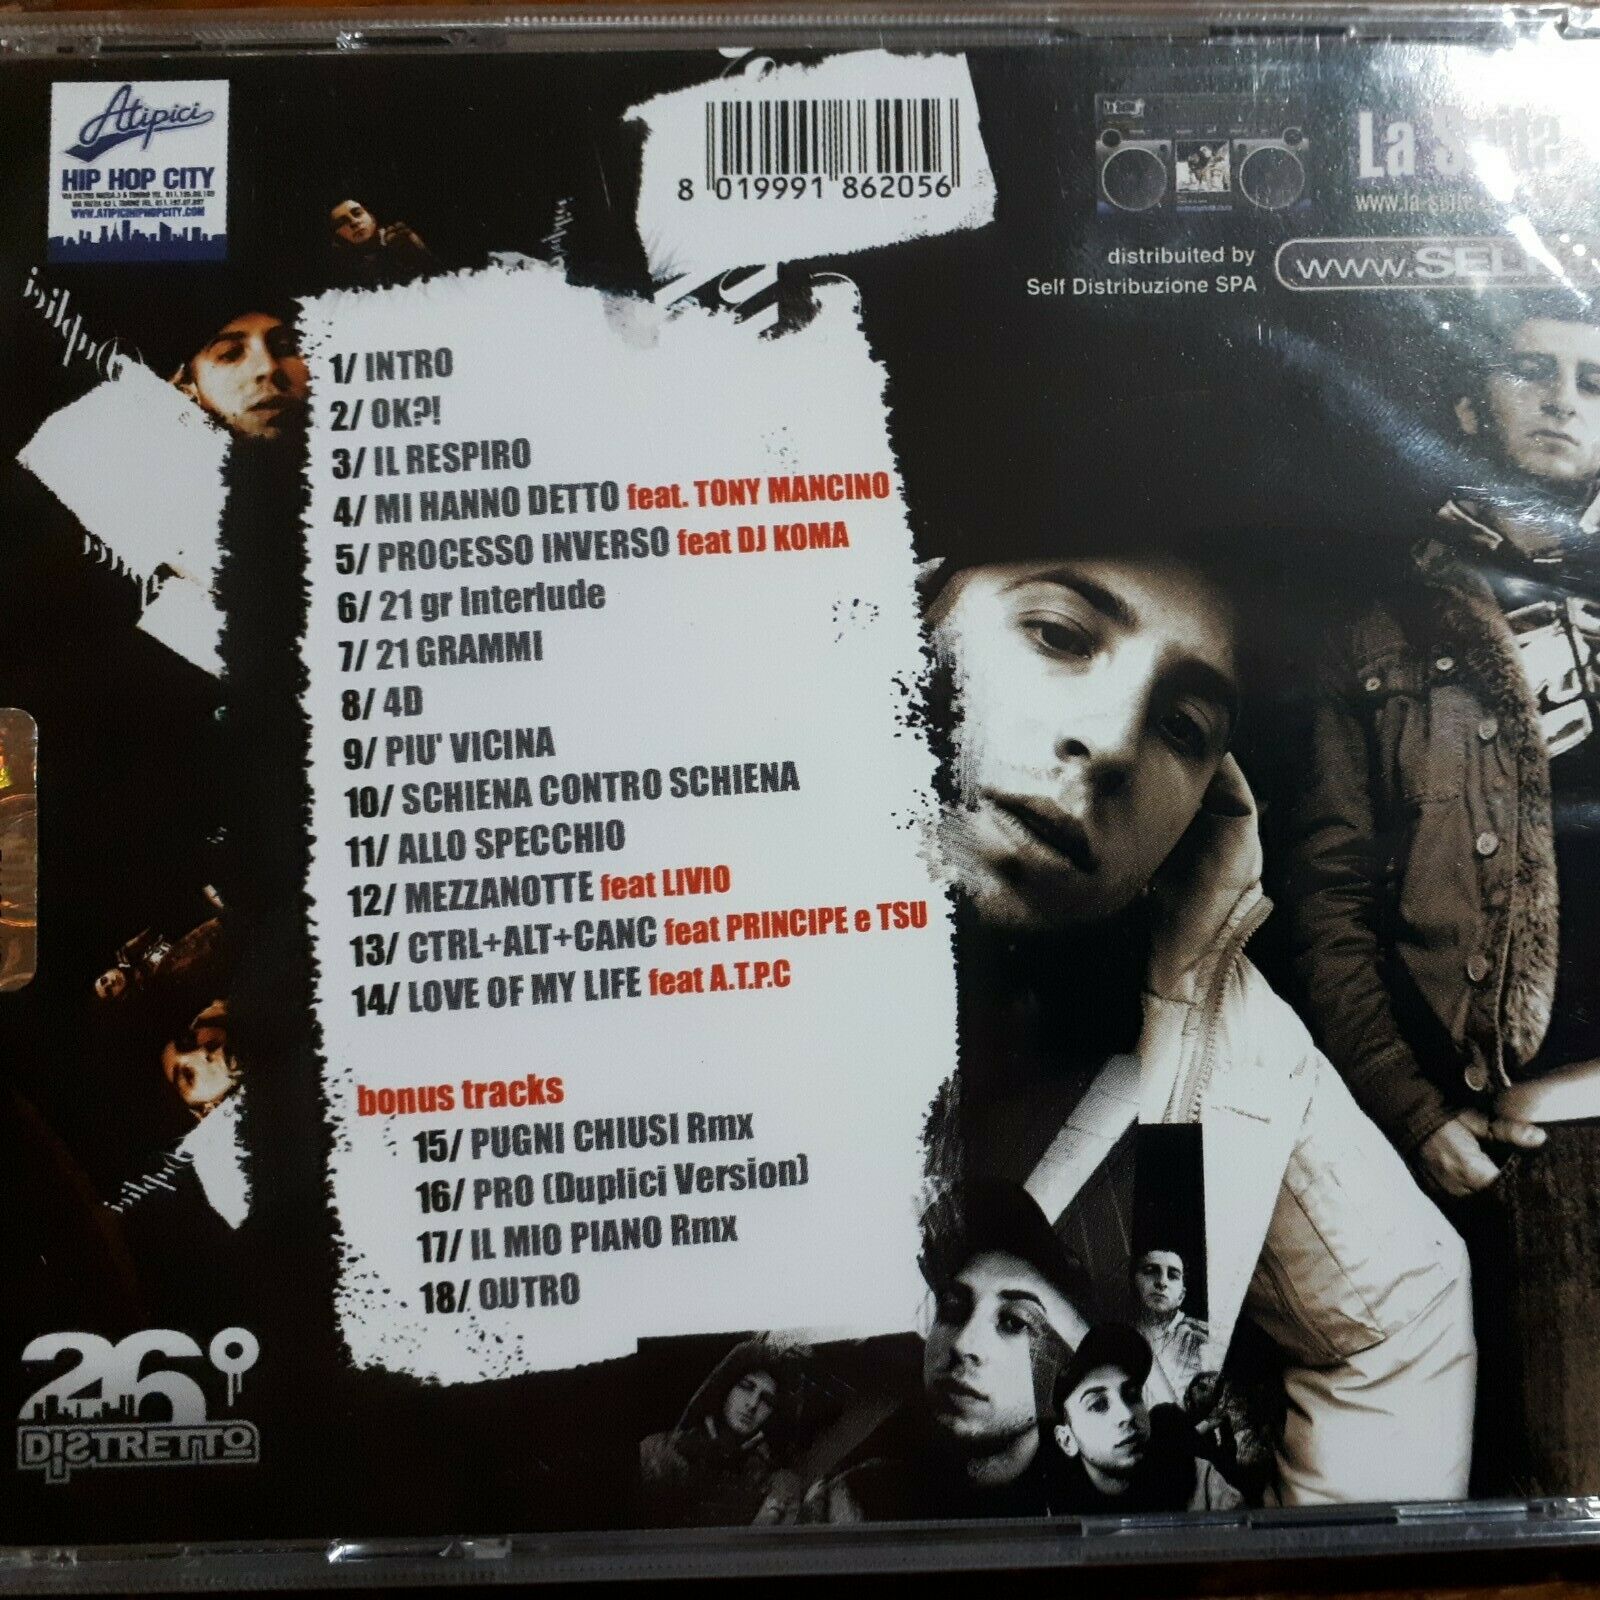 Atipici
HIP HOP CITY
WWW.ATIPICIHIPHOPCITY.COM
8 019991 862056
La Suite
distribuited by
Self Distribuzione SPA
Duplici
1/ INTRO
2/ OK?!
3/ IL RESPIRO
4/ MI HANNO DETTO feat. TONY MANCINO
5/ PROCESSO INVERSO feat DJ KOMA
6/ 21 gr Interlude
7/ 21 GRAMMI
8/ 4D
9/ PIU' VICINA
10/ SCHIENA CONTRO SCHIENA
11/ ALLO SPECCHIO
12/ MEZZANOTTE feat LIVIO
13/ CTRL+ALT+CANC feat PRINCIPE e TSU
14/ LOVE OF MY LIFE feat A.T.P.C
bonus tracks
15/ PUGNI CHIUSI Rmx
16/ PRO (Duplici Version)
17/ IL MIO PIANO Rmx
18/ OUTRO
26°
DISTRETTO